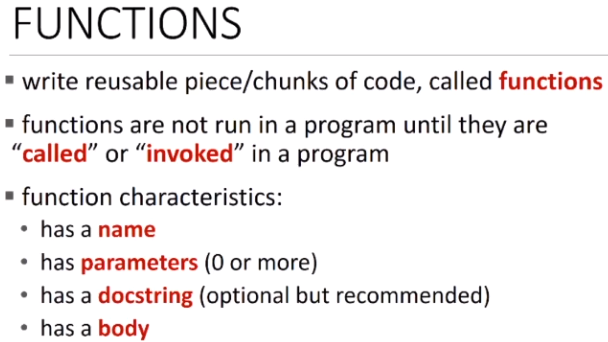 FUNCTIONS
▪ write reusable piece/chunks of code, called functions
▪ functions are not run in a program until they are
“called” or “invoked” in a program
▪ function characteristics:
• has a name
• has parameters (0 or more)
• has a docstring (optional but recommended)
• has a body